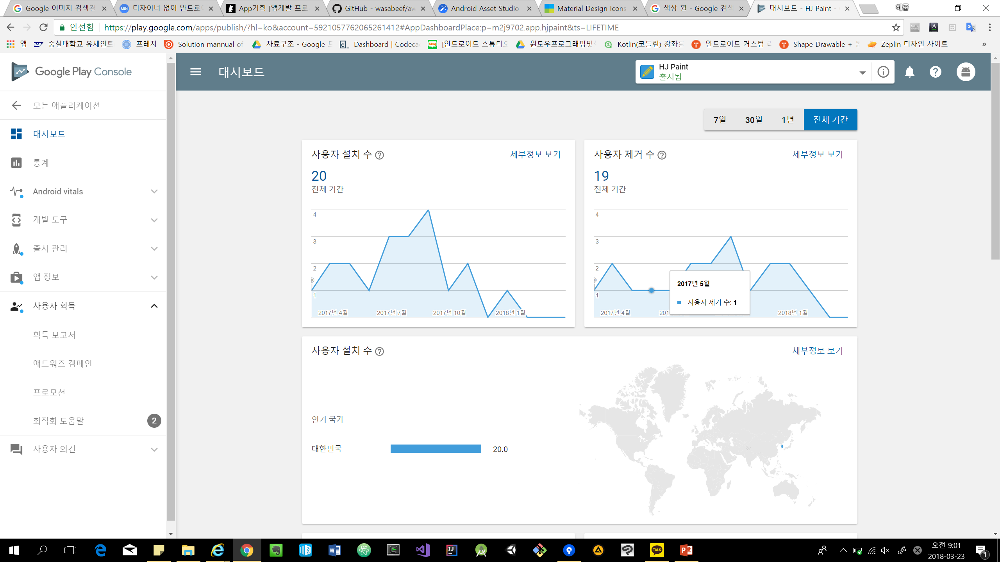 Google 이미지 검색결
디자이너 없이 안드로이
App기획 [앱개발 프로
GitHub - wasabeef/aw
Android Asset Studio
Material Design Icons
색상 휠 - Google 검색
대시보드 - HJ Paint -
혜준
안전함
https://play.google.com/apps/publish/?hl=ko&account=5921057762065261412#AppDashboardPlace:p=m2j9702.app.hjpaint&ts=LIFETIME
앱
숭실대학교 유세인트
프레지
Solution mannual of
자료구조 - Google 드
Dashboard | Codecad
[안드로이드 스튜디오
윈도우프로그래밍및실
Kotlin(코틀린) 강좌를
안드로이드 커스텀
Shape Drawable +
Zeplin 디자인 사이트
»
Google Play Console
대시보드
HJ Paint
출시됨
모든 애플리케이션
대시보드
통계
Android vitals
개발 도구
출시 관리
앱 정보
사용자 획득
획득 보고서
애드워즈 캠페인
프로모션
최적화 도움말
2
사용자 의견
7일
30일
1년
전체 기간
사용자 설치 수
세부정보 보기
20
전체 기간
4
3
2
1
2017년 4월
2017년 7월
2017년 10월
2018년 1월
사용자 제거 수
세부정보 보기
19
전체 기간
4
3
2
1
2017년 5월
사용자 제거 수: 1
2017년 4월
2018년 1월
사용자 설치 수
세부정보 보기
인기 국가
대한민국
20.0
오전 9:01
2018-03-23
1